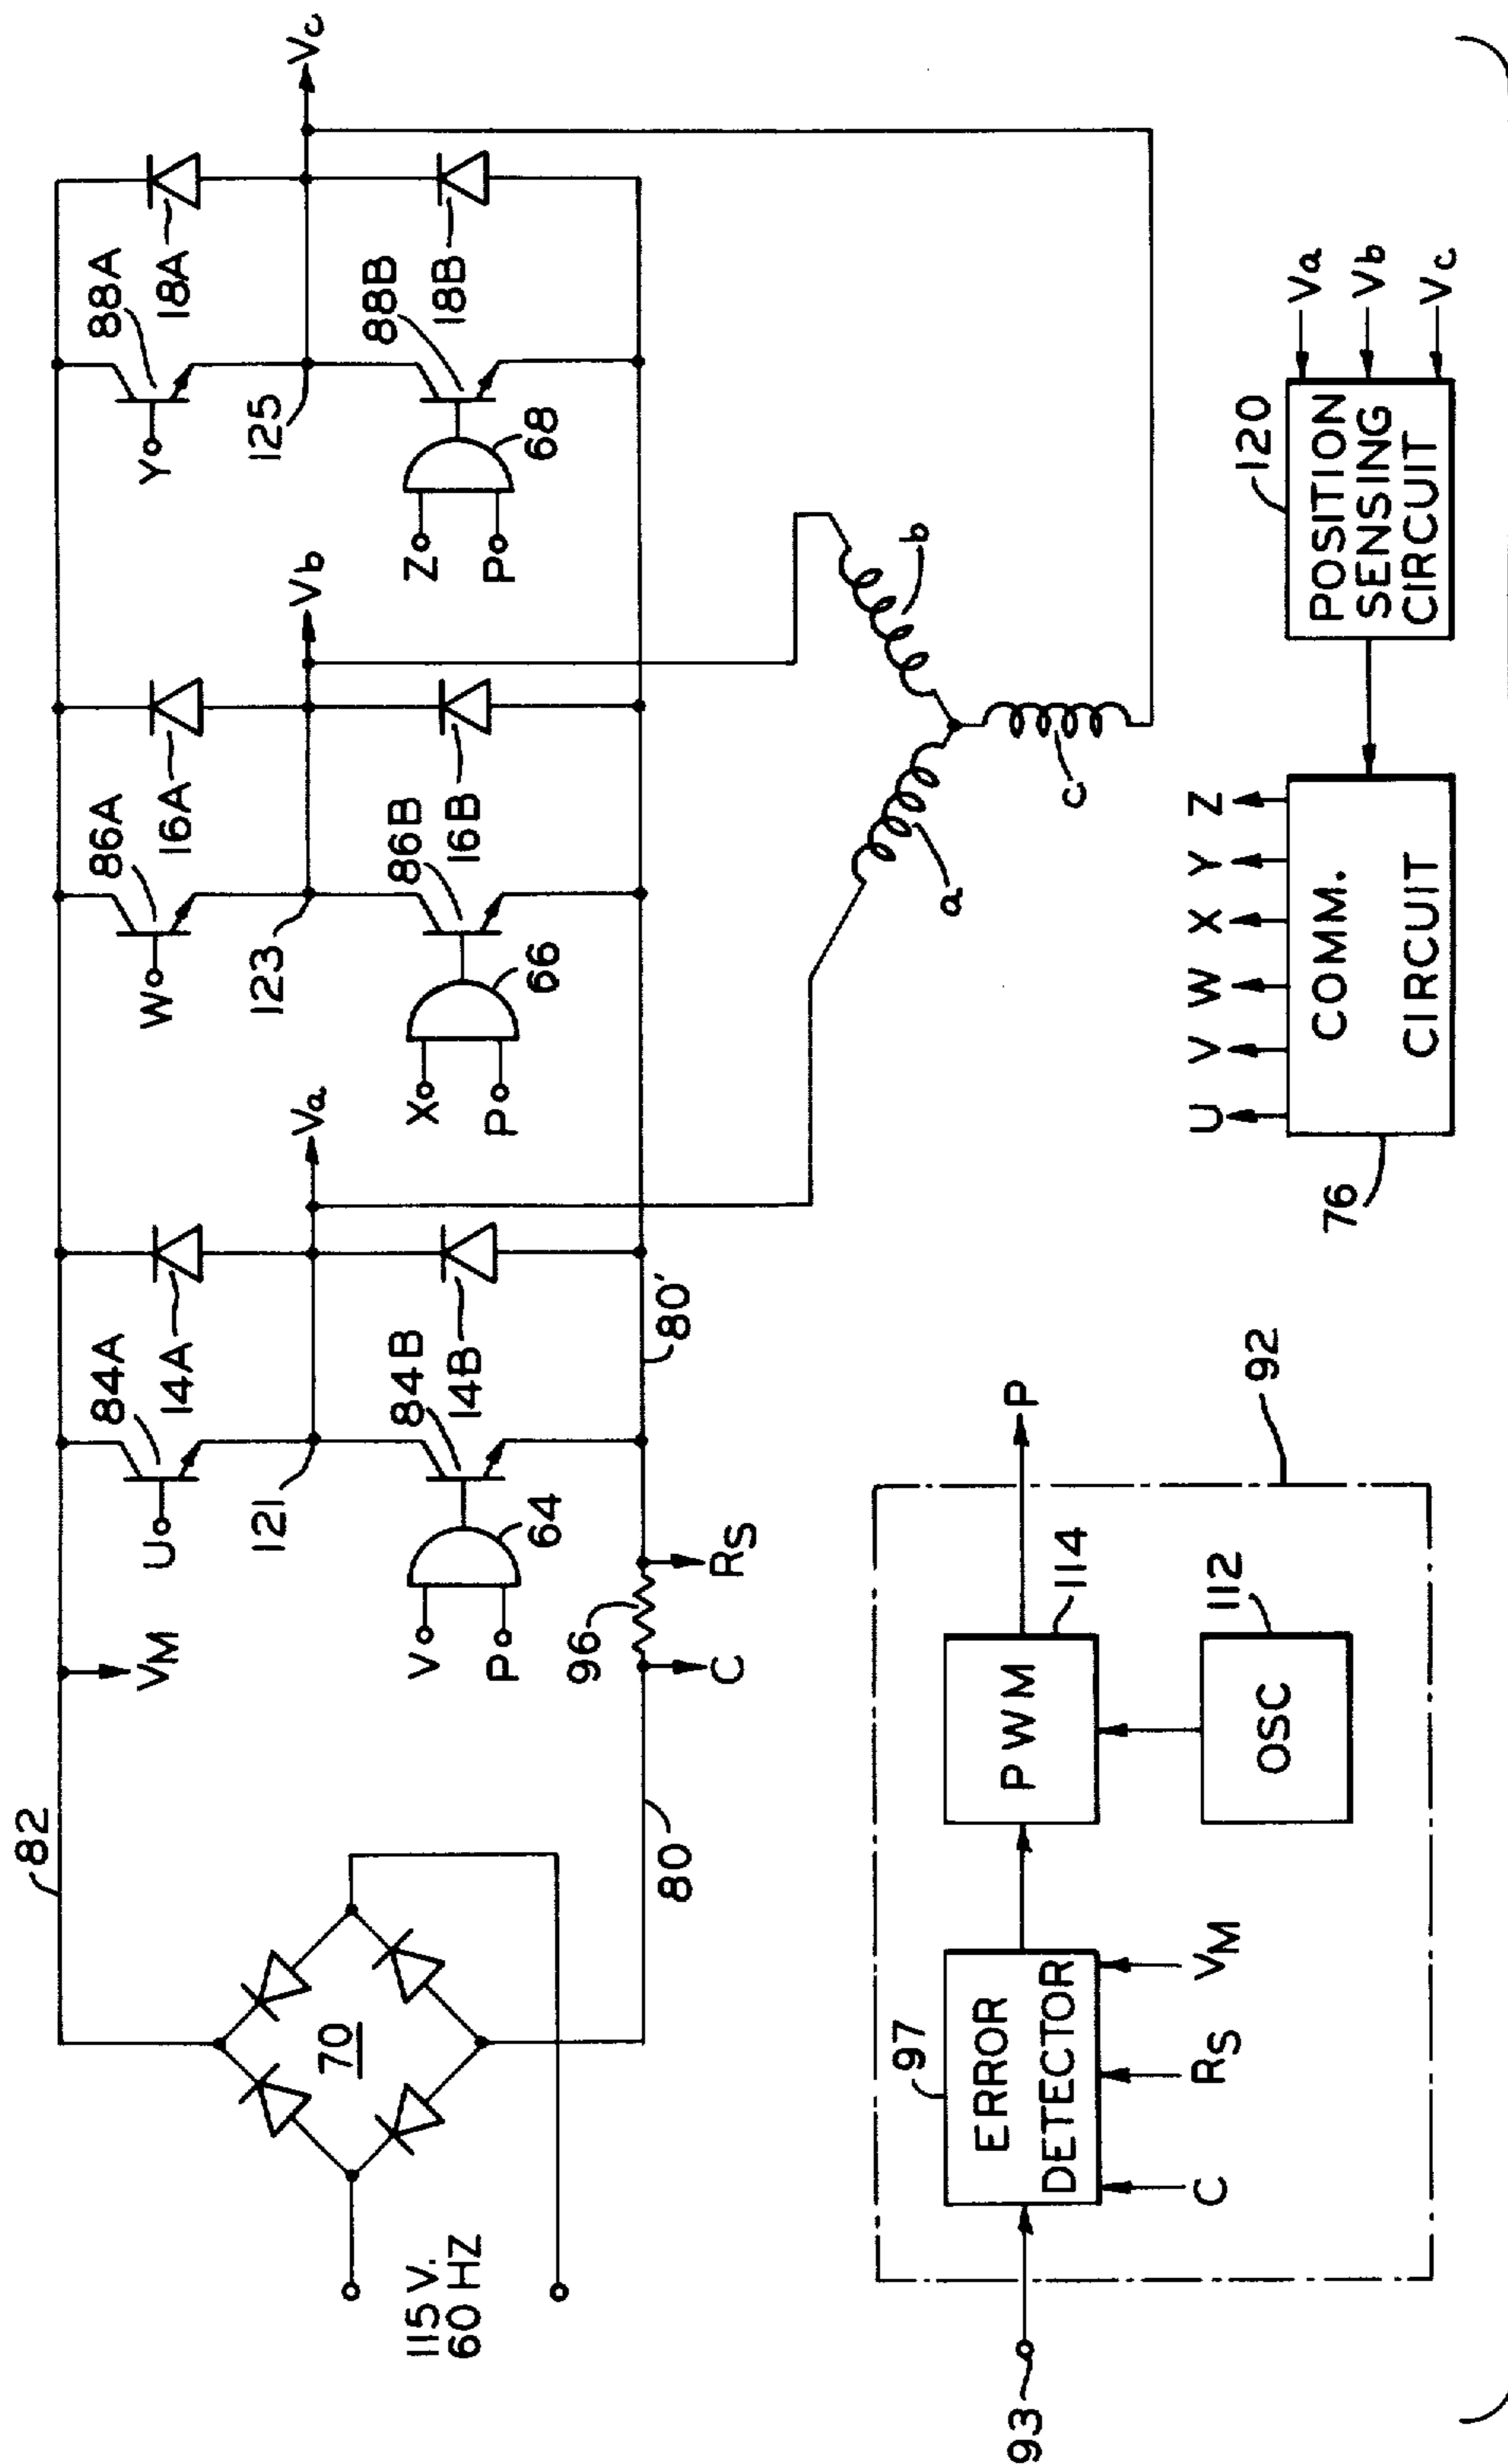 82
VM
U
84A
14A
Va
W
86A
16A
Vb
Y
88A
18A
Vc
121
123
125
70
115 V.
60 HZ
V
P
64
84B
14B
X
P
66
86B
16B
Z
P
68
88B
18B
96
C
RS
80
80'
a
b
c
93
97
ERROR
DETECTOR
C
RS
VM
PWM
114
OSC
112
P
92
76
U
V
W
X
Y
Z
COMM.
CIRCUIT
120
POSITION
SENSING
CIRCUIT
Va
Vb
Vc